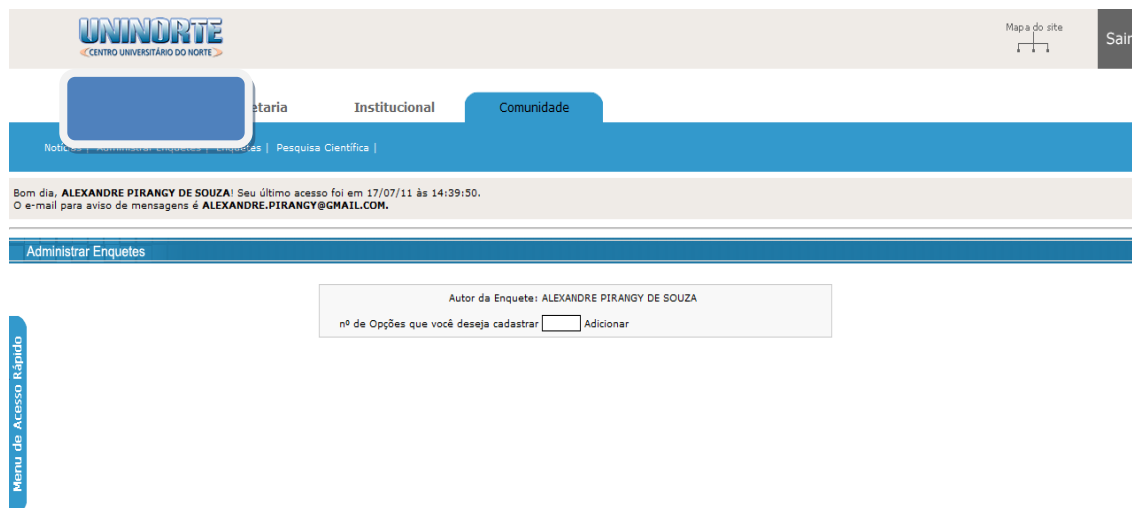 UNINORTE
CENTRO UNIVERSITÁRIO DO NORTE
Mapa do site
Sair
etaria Institucional Comunidade
Notícias | Administrar Enquetes | Enquetes | Pesquisa Científica |
Bom dia, ALEXANDRE PIRANGY DE SOUZA! Seu último acesso foi em 17/07/11 às 14:39:50.
O e-mail para aviso de mensagens é ALEXANDRE.PIRANGY@GMAIL.COM.
Administrar Enquetes
Autor da Enquete: ALEXANDRE PIRANGY DE SOUZA
nº de Opções que você deseja cadastrar Adicionar
Menu de Acesso Rápido